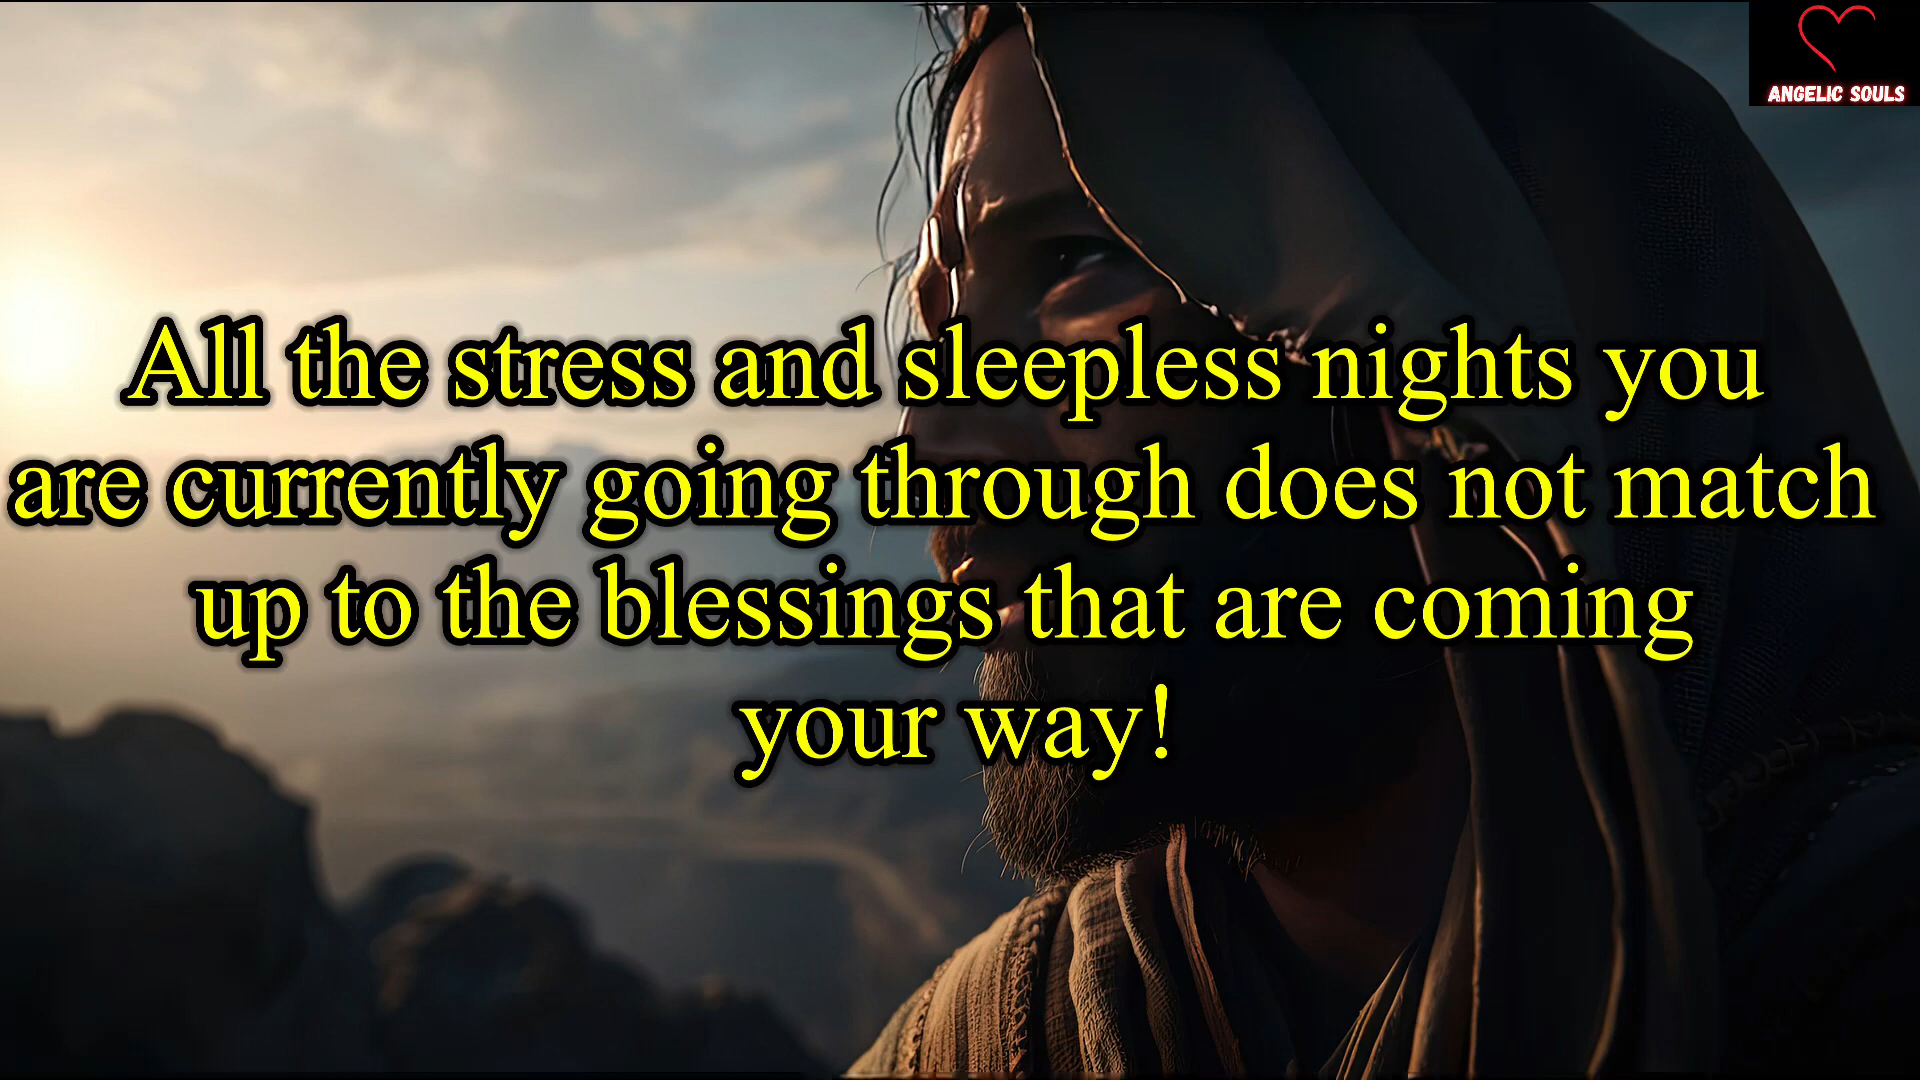 ANGELIC SOULS
All the stress and sleepless nights you
are currently going through does not match
up to the blessings that are coming
your way!